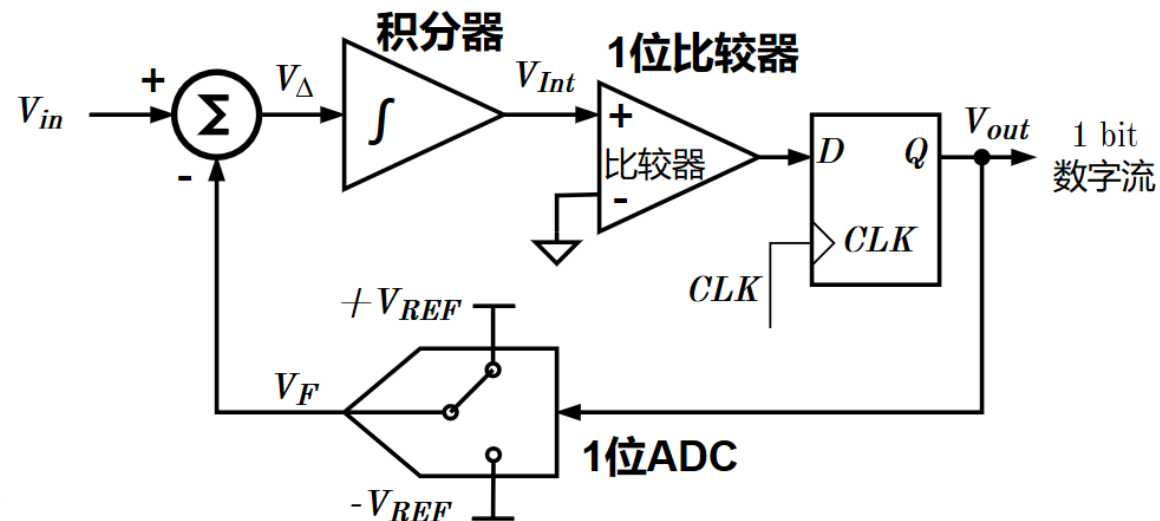 积分器
1位比较器
+
V_in
Σ
-
V_Δ
∫
V_Int
+
比较器
-
D
Q
CLK
CLK
V_out
1 bit
数字流
+V_REF
V_F
1位ADC
-V_REF